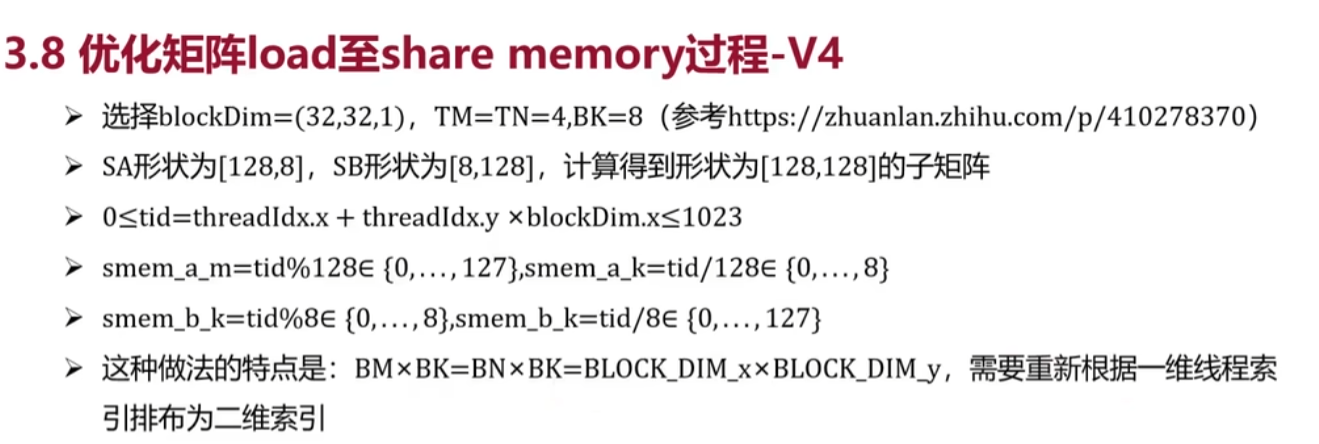 3.8 优化矩阵load至share memory过程-V4
➢ 选择blockDim=(32,32,1)，TM=TN=4,BK=8（参考https://zhuanlan.zhihu.com/p/410278370）
➢ SA形状为[128,8]，SB形状为[8,128]，计算得到形状为[128,128]的子矩阵
➢ 0≤tid=threadIdx.x + threadIdx.y ×blockDim.x≤1023
➢ smem_a_m=tid%128∈ {0,...,127},smem_a_k=tid/128∈ {0,...,8}
➢ smem_b_k=tid%8∈ {0,...,8},smem_b_k=tid/8∈ {0,...,127}
➢ 这种做法的特点是：BM×BK=BN×BK=BLOCK_DIM_x×BLOCK_DIM_y，需要重新根据一维线程索
引排布为二维索引